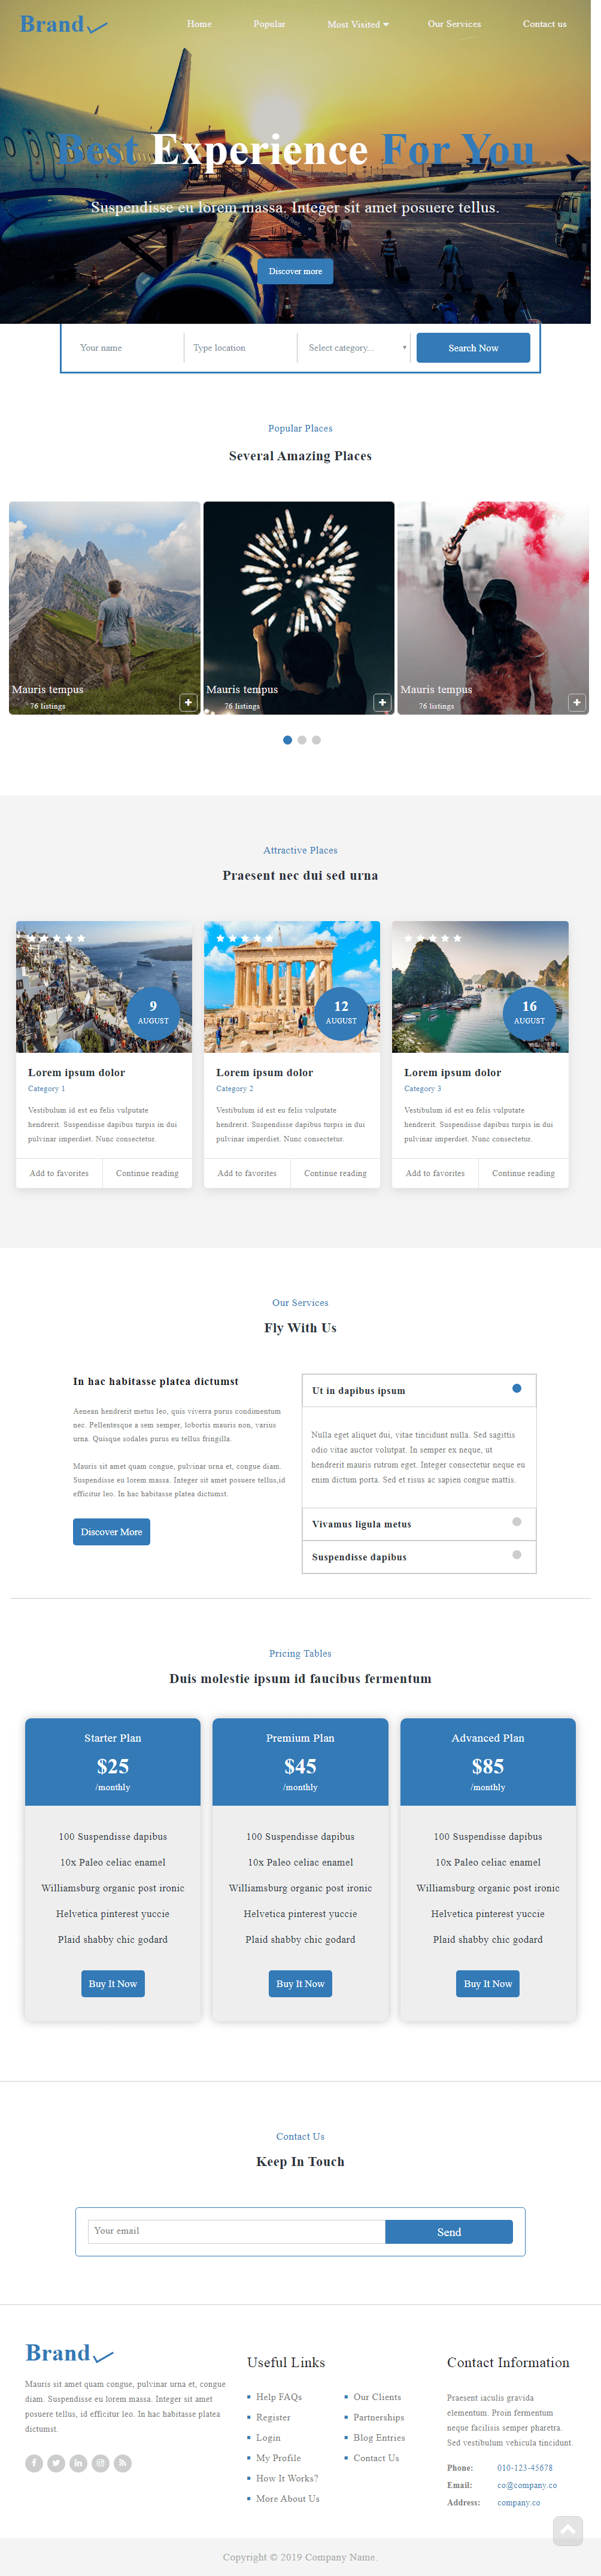 Brand
Home Popular Most Visited Our Services Contact us
Best Experience For You
Suspendisse eu lorem massa. Integer sit amet posuere tellus.
Discover more
Your name Type location Select category... Search Now
Popular Places
Several Amazing Places
Mauris tempus
76 listings
Mauris tempus
76 listings
Mauris tempus
76 listings
Attractive Places
Praesent nec dui sed urna
9
AUGUST
Lorem ipsum dolor
Category 1
Vestibulum id est eu felis vulputate
hendrerit. Suspendisse dapibus turpis in dui
pulvinar imperdiet. Nunc consectetur.
Add to favorites Continue reading
12
AUGUST
Lorem ipsum dolor
Category 2
Vestibulum id est eu felis vulputate
hendrerit. Suspendisse dapibus turpis in dui
pulvinar imperdiet. Nunc consectetur.
Add to favorites Continue reading
16
AUGUST
Lorem ipsum dolor
Category 3
Vestibulum id est eu felis vulputate
hendrerit. Suspendisse dapibus turpis in dui
pulvinar imperdiet. Nunc consectetur.
Add to favorites Continue reading
Our Services
Fly With Us
In hac habitasse platea dictumst
Aenean hendrerit metus leo, quis viverra purus condimentum
nec. Pellentesque a sem semper, lobortis mauris non, varius
urna. Quisque sodales purus eu tellus fringilla.
Mauris sit amet quam congue, pulvinar urna et, congue diam.
Suspendisse eu lorem massa. Integer sit amet posuere tellus,id
efficitur leo. In hac habitasse platea dictumst.
Discover More
Ut in dapibus ipsum
Nulla eget aliquet dui, vitae tincidunt nulla. Sed sagittis
odio vitae auctor volutpat. In semper ex neque, ut
hendrerit mauris rutrum eget. Integer consectetur neque eu
enim dictum porta. Sed et risus ac sapien congue mattis.
Vivamus ligula metus
Suspendisse dapibus
Pricing Tables
Duis molestie ipsum id faucibus fermentum
Starter Plan
$25
/monthly
100 Suspendisse dapibus
10x Paleo celiac enamel
Williamsburg organic post ironic
Helvetica pinterest yuccie
Plaid shabby chic godard
Buy It Now
Premium Plan
$45
/monthly
100 Suspendisse dapibus
10x Paleo celiac enamel
Williamsburg organic post ironic
Helvetica pinterest yuccie
Plaid shabby chic godard
Buy It Now
Advanced Plan
$85
/monthly
100 Suspendisse dapibus
10x Paleo celiac enamel
Williamsburg organic post ironic
Helvetica pinterest yuccie
Plaid shabby chic godard
Buy It Now
Contact Us
Keep In Touch
Your email Send
Brand
Mauris sit amet quam congue, pulvinar urna et, congue
diam. Suspendisse eu lorem massa. Integer sit amet
posuere tellus, id efficitur leo. In hac habitasse platea
dictumst.
Useful Links
Help FAQs
Register
Login
My Profile
How It Works?
More About Us
Our Clients
Partnerships
Blog Entries
Contact Us
Contact Information
Praesent iaculis gravida
elementum. Proin fermentum
neque facilisis semper pharetra.
Sed vestibulum vehicula tincidunt.
Phone: 010-123-45678
Email: co@company.co
Address: company.co
Copyright © 2019 Company Name.